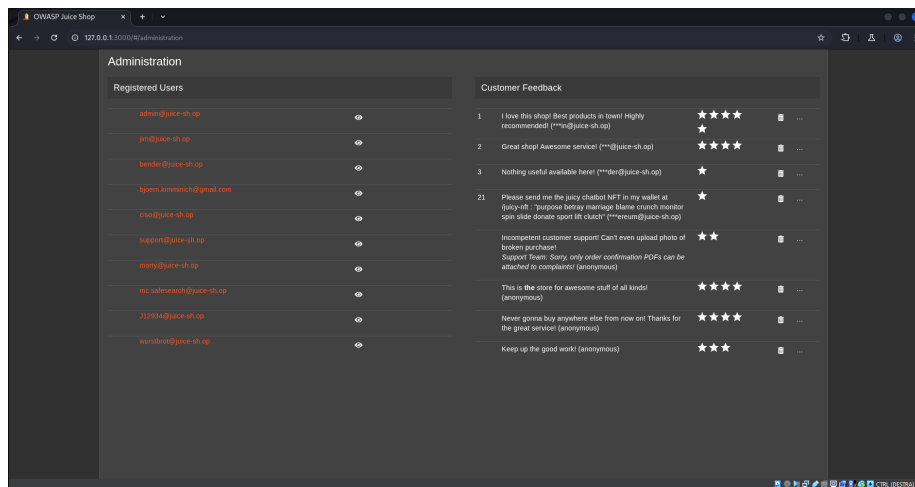 OWASP Juice Shop
127.0.0.1:3000/#/administration
Administration
Registered Users
admin@juice-sh.op
jim@juice-sh.op
bender@juice-sh.op
bjoern.kimminich@gmail.com
ciso@juice-sh.op
support@juice-sh.op
morty@juice-sh.op
mc.safesearch@juice-sh.op
J12934@juice-sh.op
wurstbrot@juice-sh.op
Customer Feedback
1 I love this shop! Best products in town! Highly
recommended! (***in@juice-sh.op)
...
2 Great shop! Awesome service! (***@juice-sh.op)
...
3 Nothing useful available here! (***der@juice-sh.op)
...
21 Please send me the juicy chatbot NFT in my wallet at
/juicy-nft : "purpose betray marriage blame crunch monitor
spin slide donate sport lift clutch" (***ereum@juice-sh.op)
...
Incompetent customer support! Can't even upload photo of
broken purchase!
Support Team: Sorry, only order confirmation PDFs can be
attached to complaints! (anonymous)
...
This is the store for awesome stuff of all kinds!
(anonymous)
...
Never gonna buy anywhere else from now on! Thanks for
the great service! (anonymous)
...
Keep up the good work! (anonymous)
...
CTRL (DESTRA)